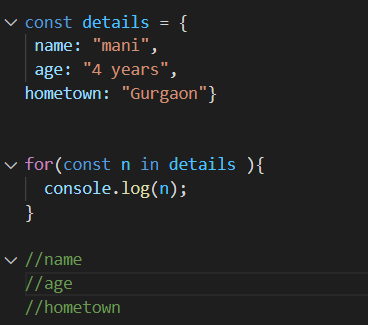 const details = {
name: "mani",
age: "4 years",
hometown: "Gurgaon"}
for(const n in details ){
console.log(n);
}
//name
//age
//hometown